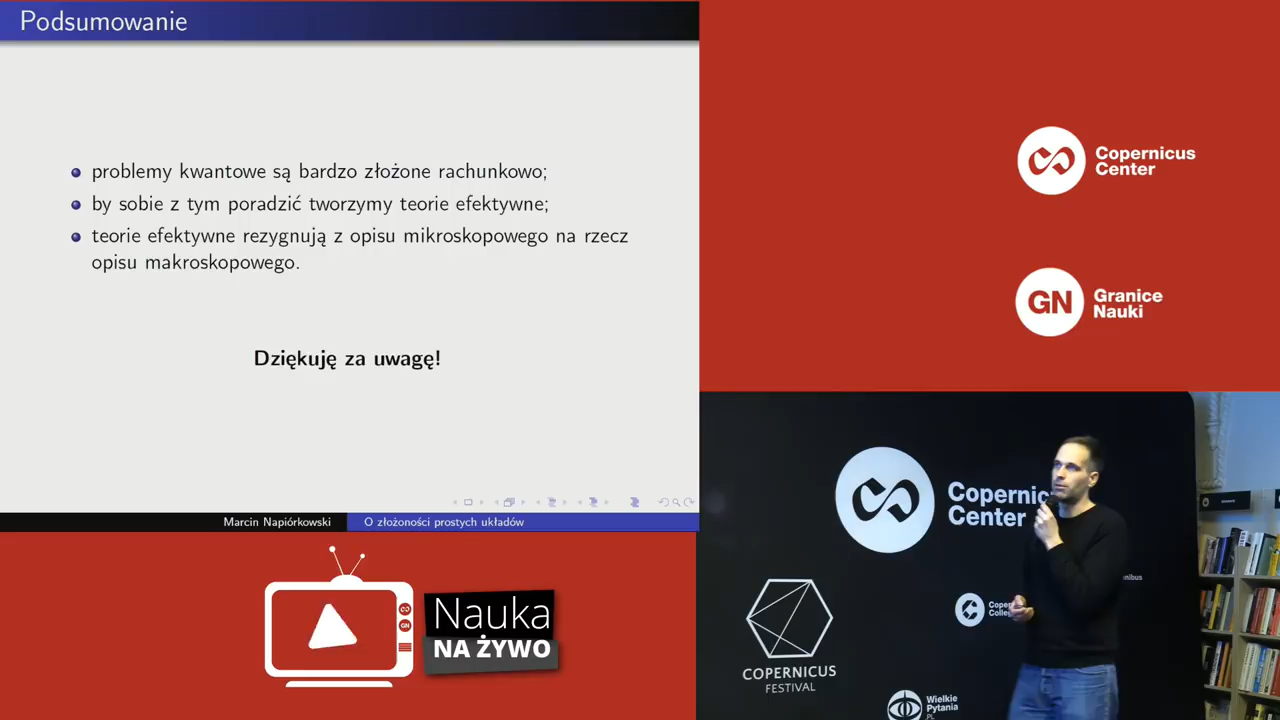 Podsumowanie
problemy kwantowe są bardzo złożone rachunkowo;
by sobie z tym poradzić tworzymy teorie efektywne;
teorie efektywne rezygnują z opisu mikroskopowego na rzecz
opisu makroskopowego.
Dziękuję za uwagę!
Marcin Napiórkowski
O złożoności prostych układów
Nauka
NA ŻYWO
Copernicus
Center
GN
Granice
Nauki
Copernic
Center
COPERNICUS
FESTIVAL
Wielkie
Pytania
.PL